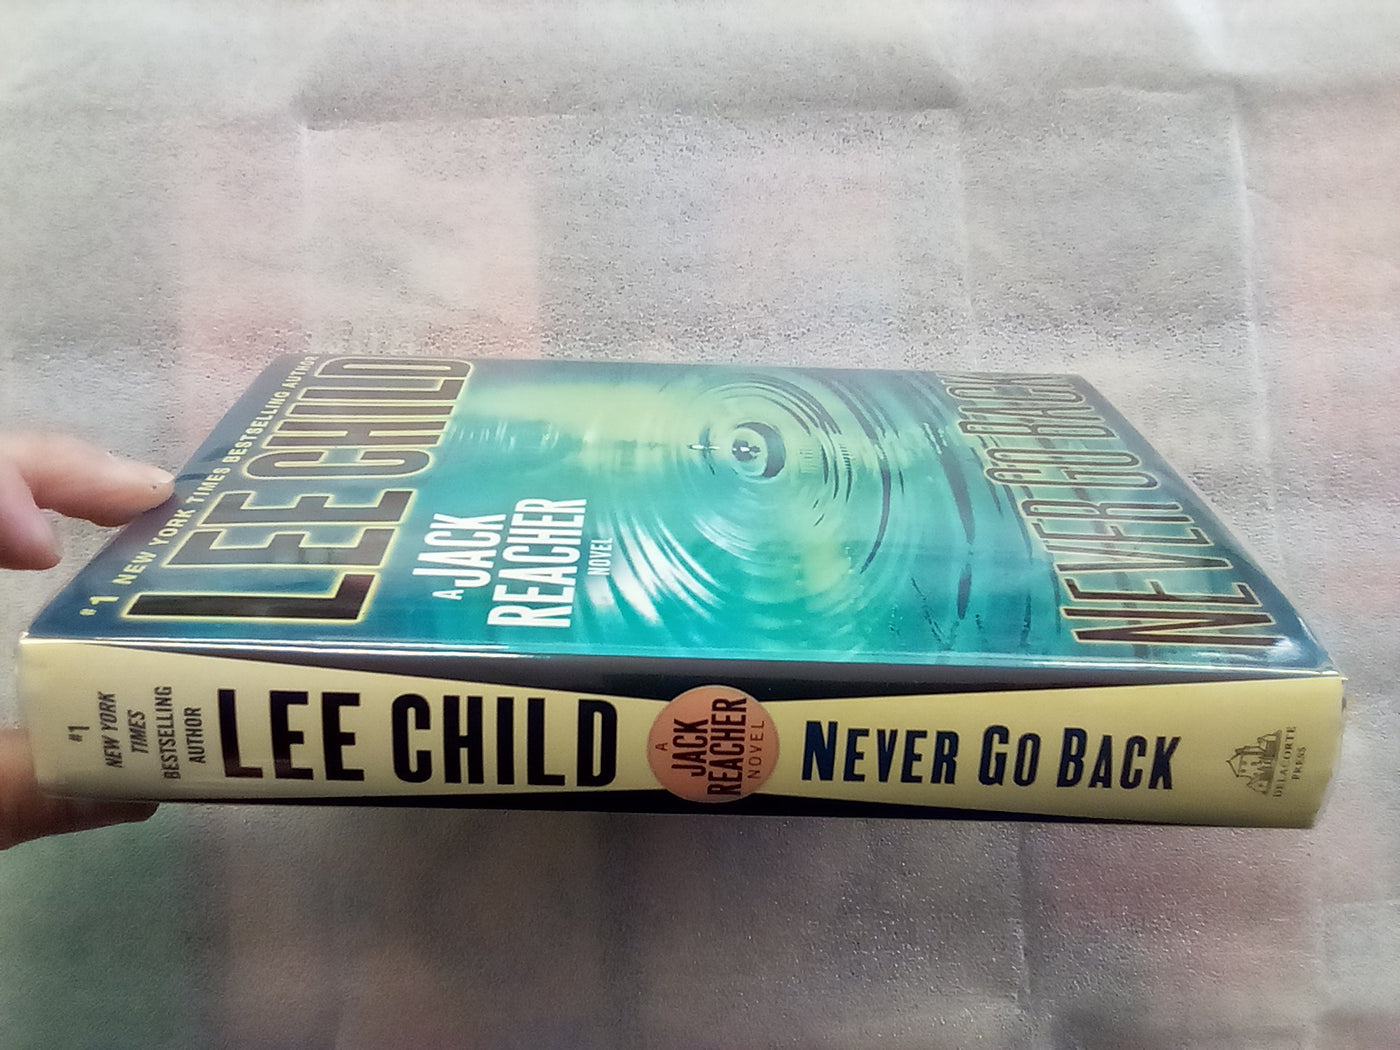 #1 NEW YORK TIMES BESTSELLING AUTHOR
LEE CHILD
A JACK
REACHER
NOVEL
NEVER GO BACK
#1
NEW YORK
TIMES
BESTSELLING
AUTHOR
LEE CHILD
A
JACK
REACHER
NOVEL
NEVER GO BACK
DELACORTE
PRESS